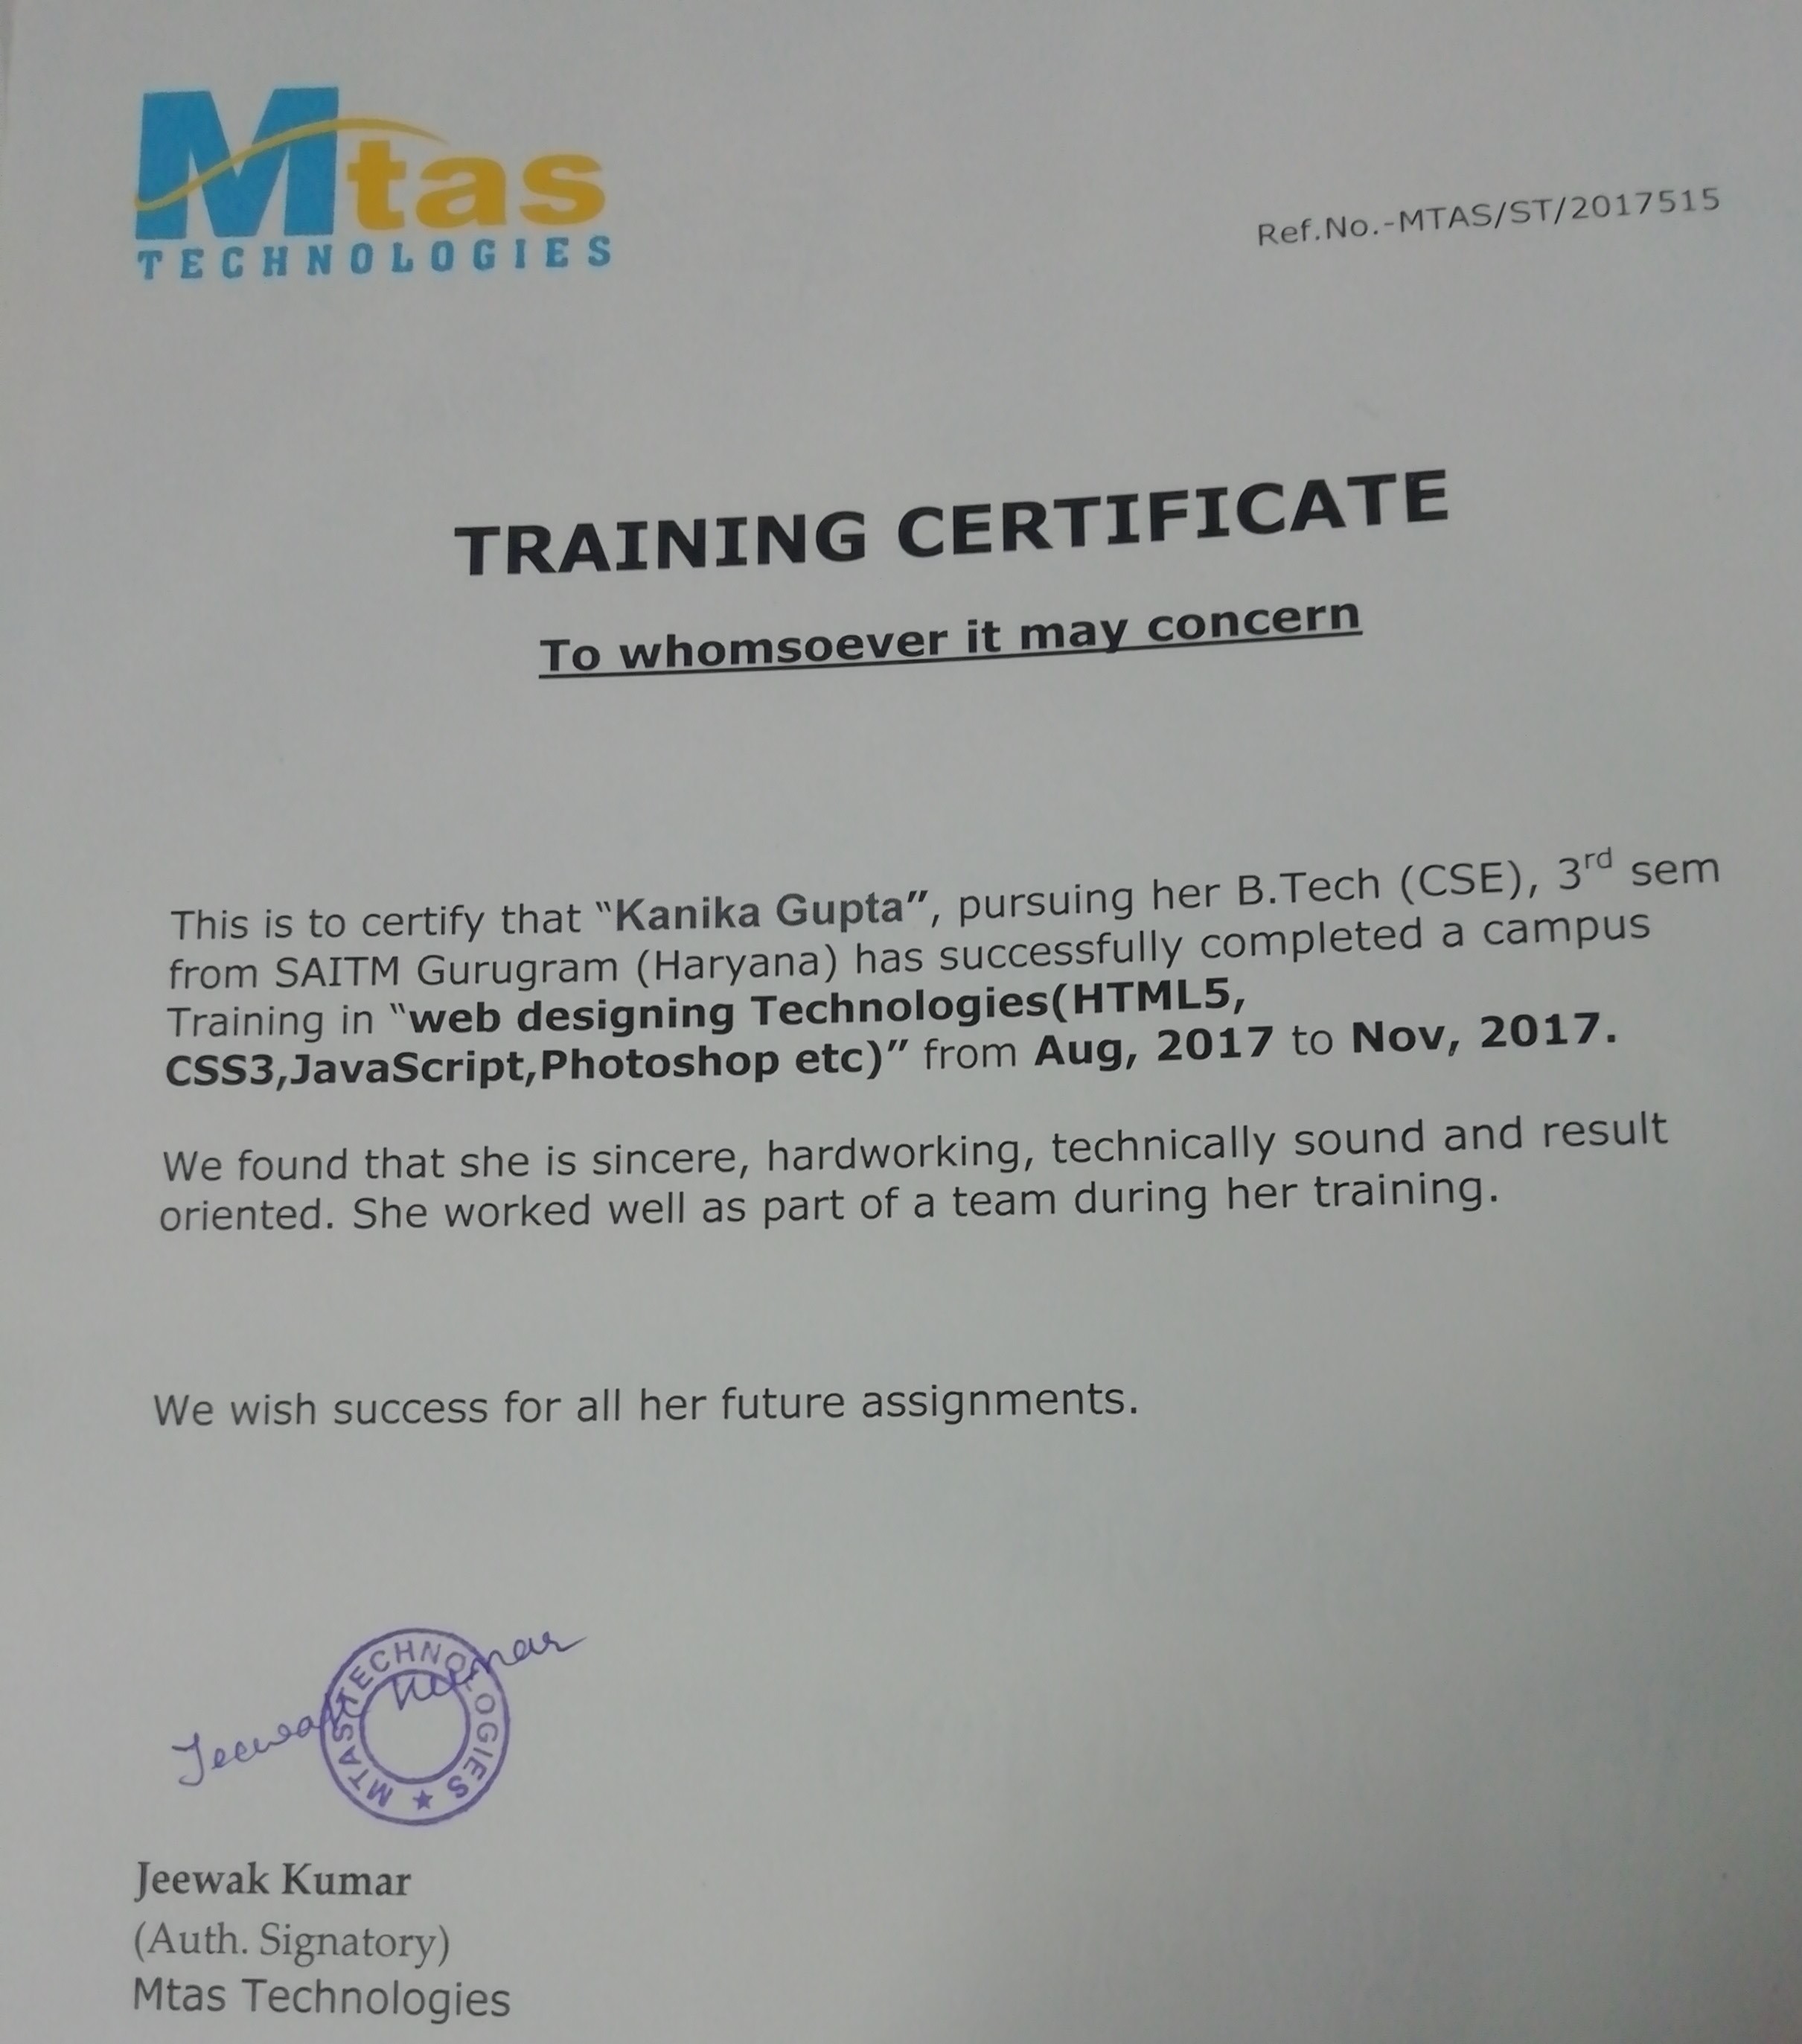 Mtas
TECHNOLOGIES
Ref.No.-MTAS/ST/2017515
TRAINING CERTIFICATE
To whomsoever it may concern
This is to certify that “Kanika Gupta”, pursuing her B.Tech (CSE), 3rd sem
from SAITM Gurugram (Haryana) has successfully completed a campus
Training in “web designing Technologies(HTML5,
CSS3,JavaScript,Photoshop etc)” from Aug, 2017 to Nov, 2017.
We found that she is sincere, hardworking, technically sound and result
oriented. She worked well as part of a team during her training.
We wish success for all her future assignments.
Jeewak Kumar
MTAS TECHNOLOGIES ★
Jeewak Kumar
(Auth. Signatory)
Mtas Technologies